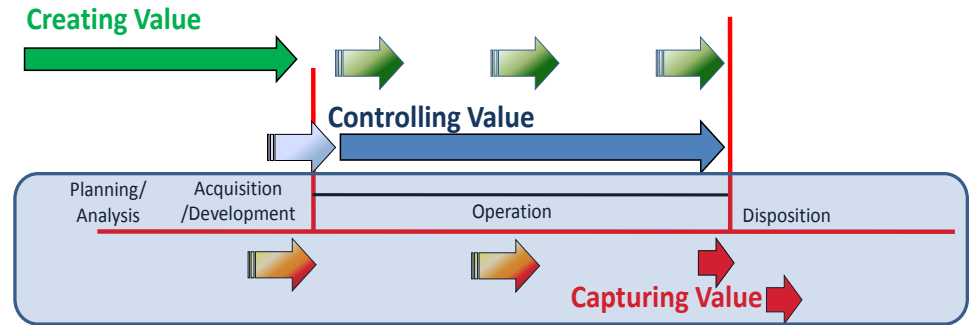 Creating Value
Controlling Value
Planning/
Analysis
Acquisition
/Development
Operation
Disposition
Capturing Value